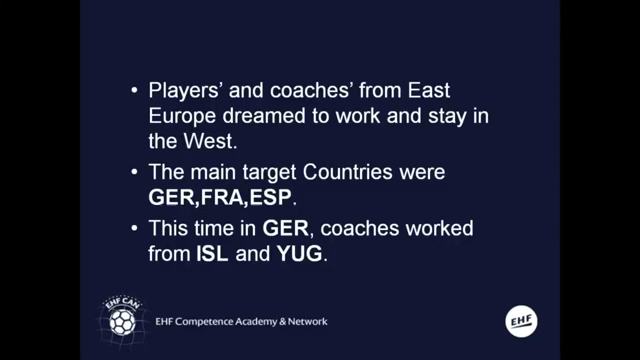 • Players’ and coaches’ from East
Europe dreamed to work and stay in
the West.
• The main target Countries were
GER,FRA,ESP.
• This time in GER, coaches worked
from ISL and YUG.
EHF CAN
EHF Competence Academy & Network
EHF